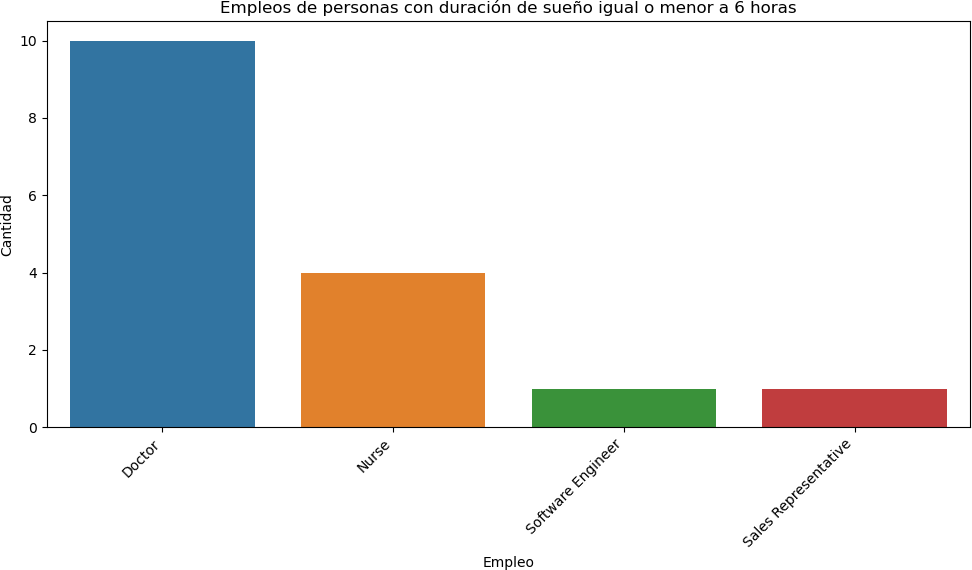 Empleos de personas con duración de sueño igual o menor a 6 horas
Cantidad
10
8
6
4
2
0
Doctor
Nurse
Software Engineer
Sales Representative
Empleo